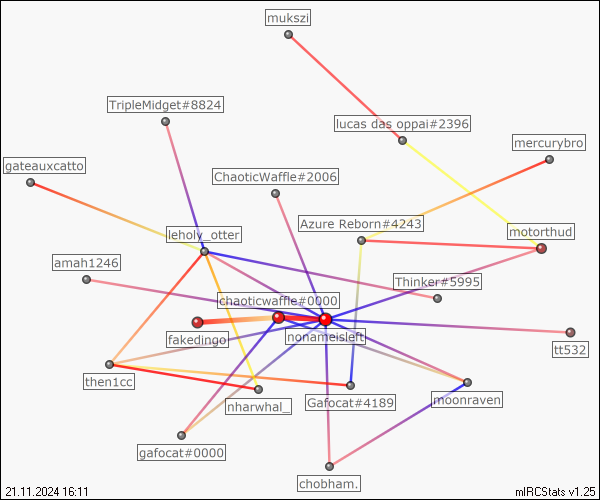 mukszi
TripleMidget#8824
lucas das oppai#2396
mercurybro
gateauxcatto
ChaoticWaffle#2006
Azure Reborn#4243
motorthud
leholy_otter
amah1246
Thinker#5995
chaoticwaffle#0000
fakedingo
nonameisleft
tt532
then1cc
nharwhal_
Gafocat#4189
moonraven
gafocat#0000
chobham.
21.11.2024 16:11
mIRCStats v1.25